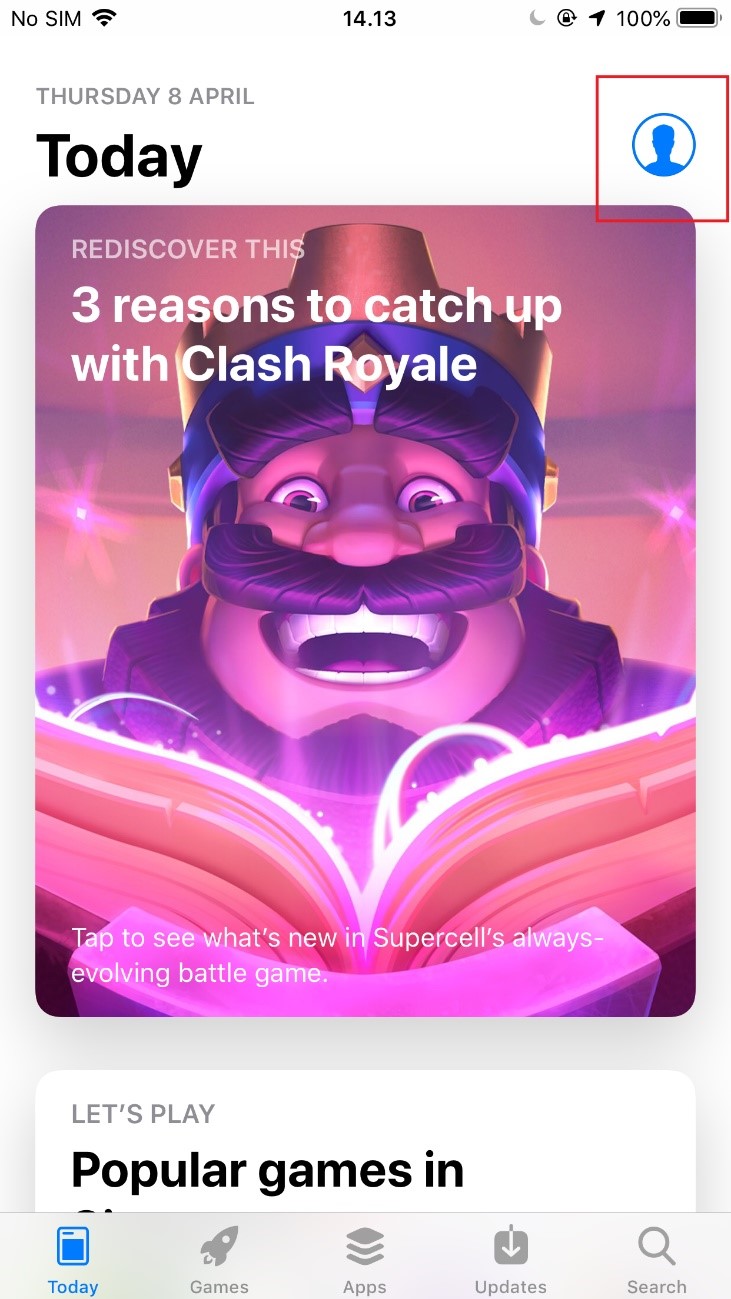 No SIM 14.13 100%
THURSDAY 8 APRIL
Today
REDISCOVER THIS
3 reasons to catch up
with Clash Royale
Tap to see what’s new in Supercell’s always-
evolving battle game.
LET’S PLAY
Popular games in
Today Games Apps Updates Search